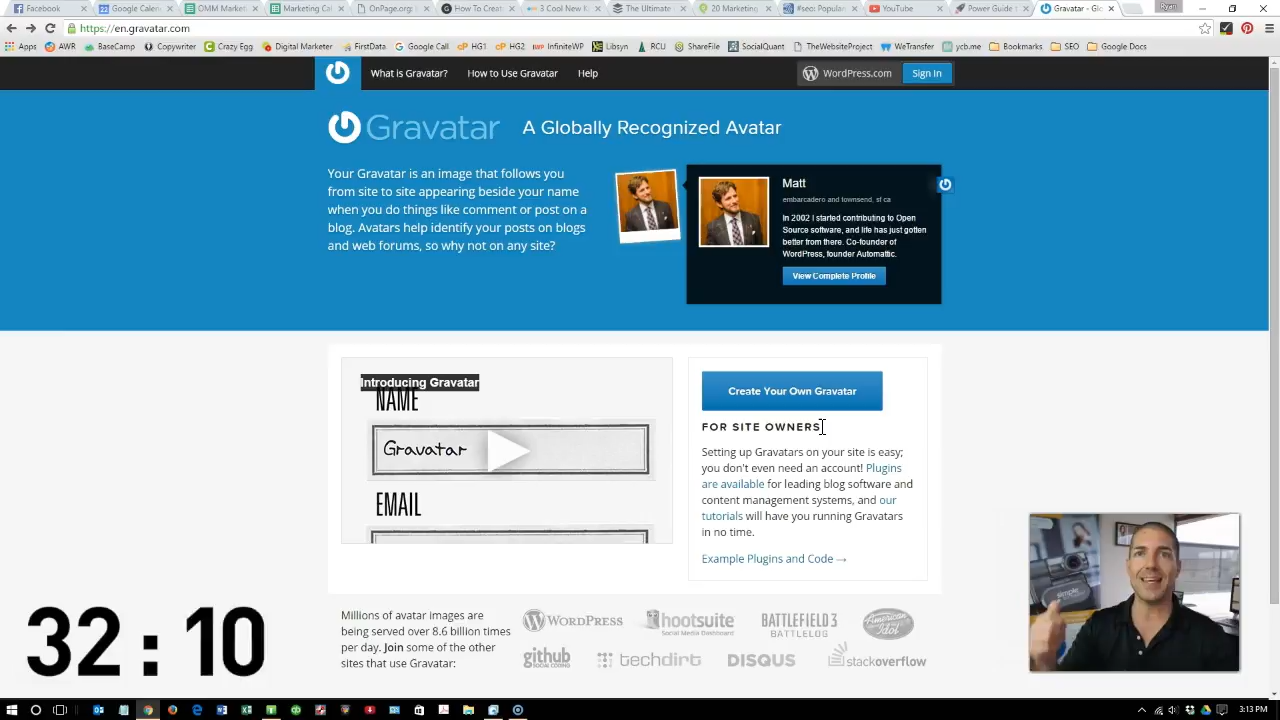 Facebook
Google Calendar
OMM Market
Marketing Cal
OnPage.org
How To Create
3 Cool New
The Ultimate
20 Marketing
#seo Popular
YouTube
Power Guide t
Gravatar - Glo
Ryan
https://en.gravatar.com
Apps
AWR
BaseCamp
Copywriter
Crazy Egg
Digital Marketer
FirstData
Google Call
HG1
HG2
InfiniteWP
Libsyn
RCU
ShareFile
SocialQuant
TheWebsiteProject
WeTransfer
ycb.me
Bookmarks
SEO
Google Docs
What is Gravatar?
How to Use Gravatar
Help
WordPress.com
Sign In
Gravatar
A Globally Recognized Avatar
Your Gravatar is an image that follows you
from site to site appearing beside your name
when you do things like comment or post on a
blog. Avatars help identify your posts on blogs
and web forums, so why not on any site?
Matt
embarcadero and townsend, sf ca
In 2002 I started contributing to Open
Source software, and life has just gotten
better from there. Co-founder of
WordPress, founder Automattic.
View Complete Profile
Introducing Gravatar
NAME
Gravatar
EMAIL
Create Your Own Gravatar
FOR SITE OWNERS
Setting up Gravatars on your site is easy;
you don't even need an account! Plugins
are available for leading blog software and
content management systems, and our
tutorials will have you running Gravatars
in no time.
Example Plugins and Code →
Millions of avatar images are
being served over 8.6 billion times
per day. Join some of the other
sites that use Gravatar:
WORDPRESS
hootsuite
Social Media Dashboard
BATTLEFIELD 3
BATTLELOG
American Idol
github
SOCIAL CODING
techdirt
DISQUS
stackoverflow
32:10
3:13 PM